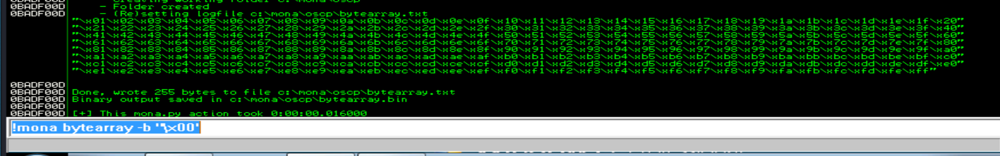 0BADF00D - Creating working folder c:\mona\oscp
0BADF00D - Folder created
0BADF00D - (Re)setting logfile c:\mona\oscp\bytearray.txt
"\x01\x02\x03\x04\x05\x06\x07\x08\x09\x0a\x0b\x0c\x0d\x0e\x0f\x10\x11\x12\x13\x14\x15\x16\x17\x18\x19\x1a\x1b\x1c\x1d\x1e\x1f\x20"
"\x21\x22\x23\x24\x25\x26\x27\x28\x29\x2a\x2b\x2c\x2d\x2e\x2f\x30\x31\x32\x33\x34\x35\x36\x37\x38\x39\x3a\x3b\x3c\x3d\x3e\x3f\x40"
"\x41\x42\x43\x44\x45\x46\x47\x48\x49\x4a\x4b\x4c\x4d\x4e\x4f\x50\x51\x52\x53\x54\x55\x56\x57\x58\x59\x5a\x5b\x5c\x5d\x5e\x5f\x60"
"\x61\x62\x63\x64\x65\x66\x67\x68\x69\x6a\x6b\x6c\x6d\x6e\x6f\x70\x71\x72\x73\x74\x75\x76\x77\x78\x79\x7a\x7b\x7c\x7d\x7e\x7f\x80"
"\x81\x82\x83\x84\x85\x86\x87\x88\x89\x8a\x8b\x8c\x8d\x8e\x8f\x90\x91\x92\x93\x94\x95\x96\x97\x98\x99\x9a\x9b\x9c\x9d\x9e\x9f\xa0"
"\xa1\xa2\xa3\xa4\xa5\xa6\xa7\xa8\xa9\xaa\xab\xac\xad\xae\xaf\xb0\xb1\xb2\xb3\xb4\xb5\xb6\xb7\xb8\xb9\xba\xbb\xbc\xbd\xbe\xbf\xc0"
"\xc1\xc2\xc3\xc4\xc5\xc6\xc7\xc8\xc9\xca\xcb\xcc\xcd\xce\xcf\xd0\xd1\xd2\xd3\xd4\xd5\xd6\xd7\xd8\xd9\xda\xdb\xdc\xdd\xde\xdf\xe0"
"\xe1\xe2\xe3\xe4\xe5\xe6\xe7\xe8\xe9\xea\xeb\xec\xed\xee\xef\xf0\xf1\xf2\xf3\xf4\xf5\xf6\xf7\xf8\xf9\xfa\xfb\xfc\xfd\xfe\xff"
0BADF00D
0BADF00D Done, wrote 255 bytes to file c:\mona\oscp\bytearray.txt
0BADF00D Binary output saved in c:\mona\oscp\bytearray.bin
0BADF00D
0BADF00D [+] This mona.py action took 0:00:00.016000
!mona bytearray -b "\x00"